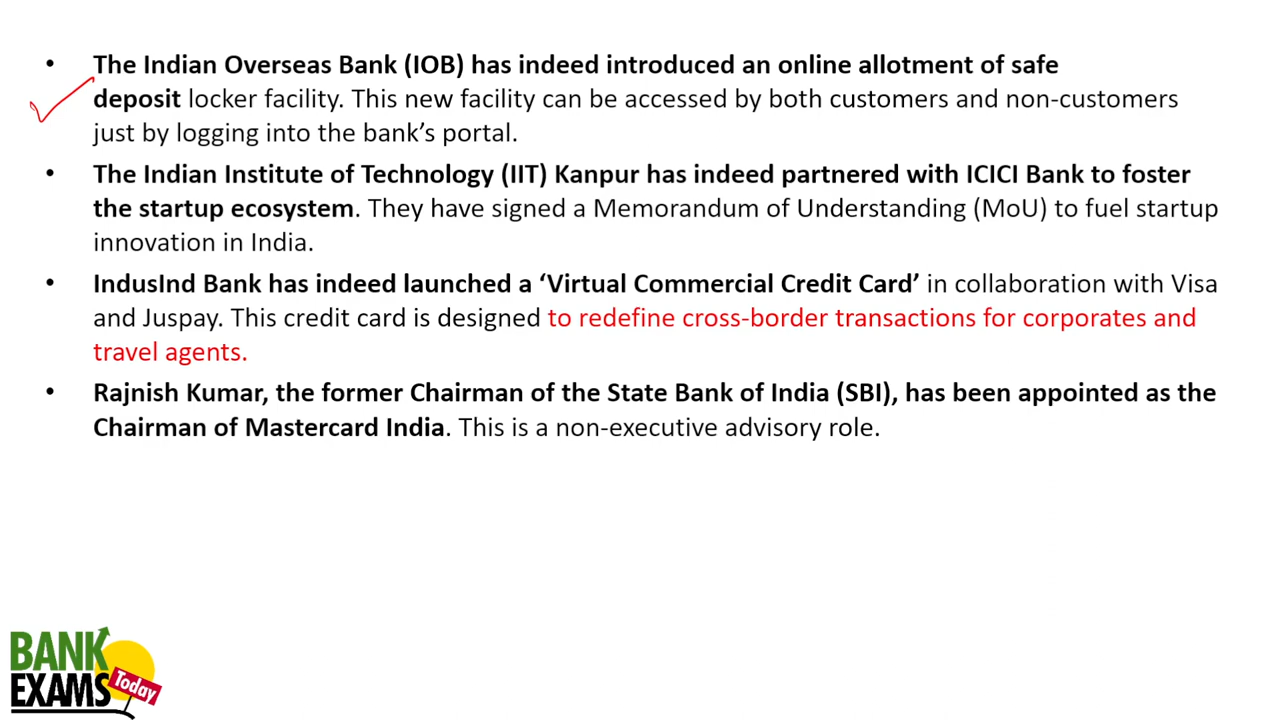 • The Indian Overseas Bank (IOB) has indeed introduced an online allotment of safe
deposit locker facility. This new facility can be accessed by both customers and non-customers
just by logging into the bank’s portal.
• The Indian Institute of Technology (IIT) Kanpur has indeed partnered with ICICI Bank to foster
the startup ecosystem. They have signed a Memorandum of Understanding (MoU) to fuel startup
innovation in India.
• IndusInd Bank has indeed launched a ‘Virtual Commercial Credit Card’ in collaboration with Visa
and Juspay. This credit card is designed to redefine cross-border transactions for corporates and
travel agents.
• Rajnish Kumar, the former Chairman of the State Bank of India (SBI), has been appointed as the
Chairman of Mastercard India. This is a non-executive advisory role.
BANK
EXAMS Today